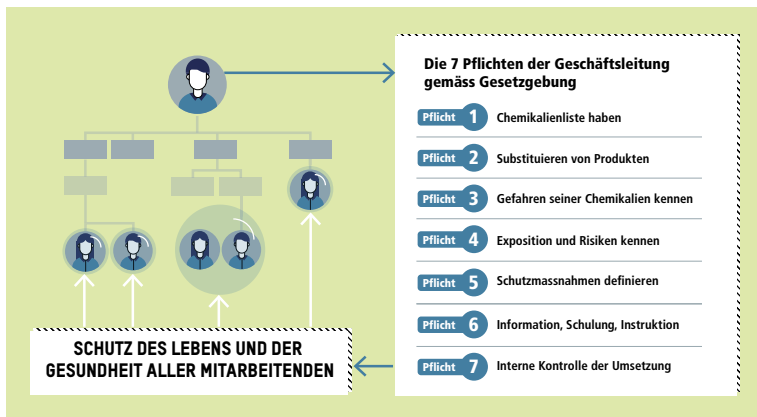 Die 7 Pflichten der Geschäftsleitung
gemäss Gesetzgebung
Pflicht 1 Chemikalienliste haben
Pflicht 2 Substituieren von Produkten
Pflicht 3 Gefahren seiner Chemikalien kennen
Pflicht 4 Exposition und Risiken kennen
Pflicht 5 Schutzmassnahmen definieren
Pflicht 6 Information, Schulung, Instruktion
Pflicht 7 Interne Kontrolle der Umsetzung
SCHUTZ DES LEBENS UND DER
GESUNDHEIT ALLER MITARBEITENDEN